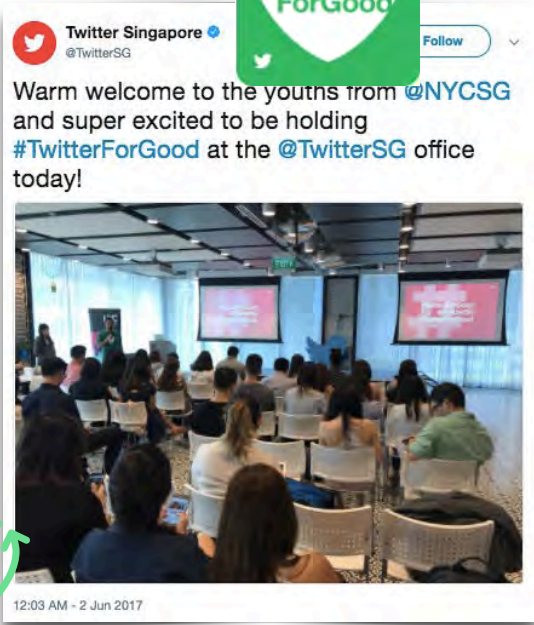 ForGood
Twitter Singapore
@TwitterSG
Follow
Warm welcome to the youths from @NYCSG
and super excited to be holding
#TwitterForGood at the @TwitterSG office
today!
12:03 AM - 2 Jun 2017